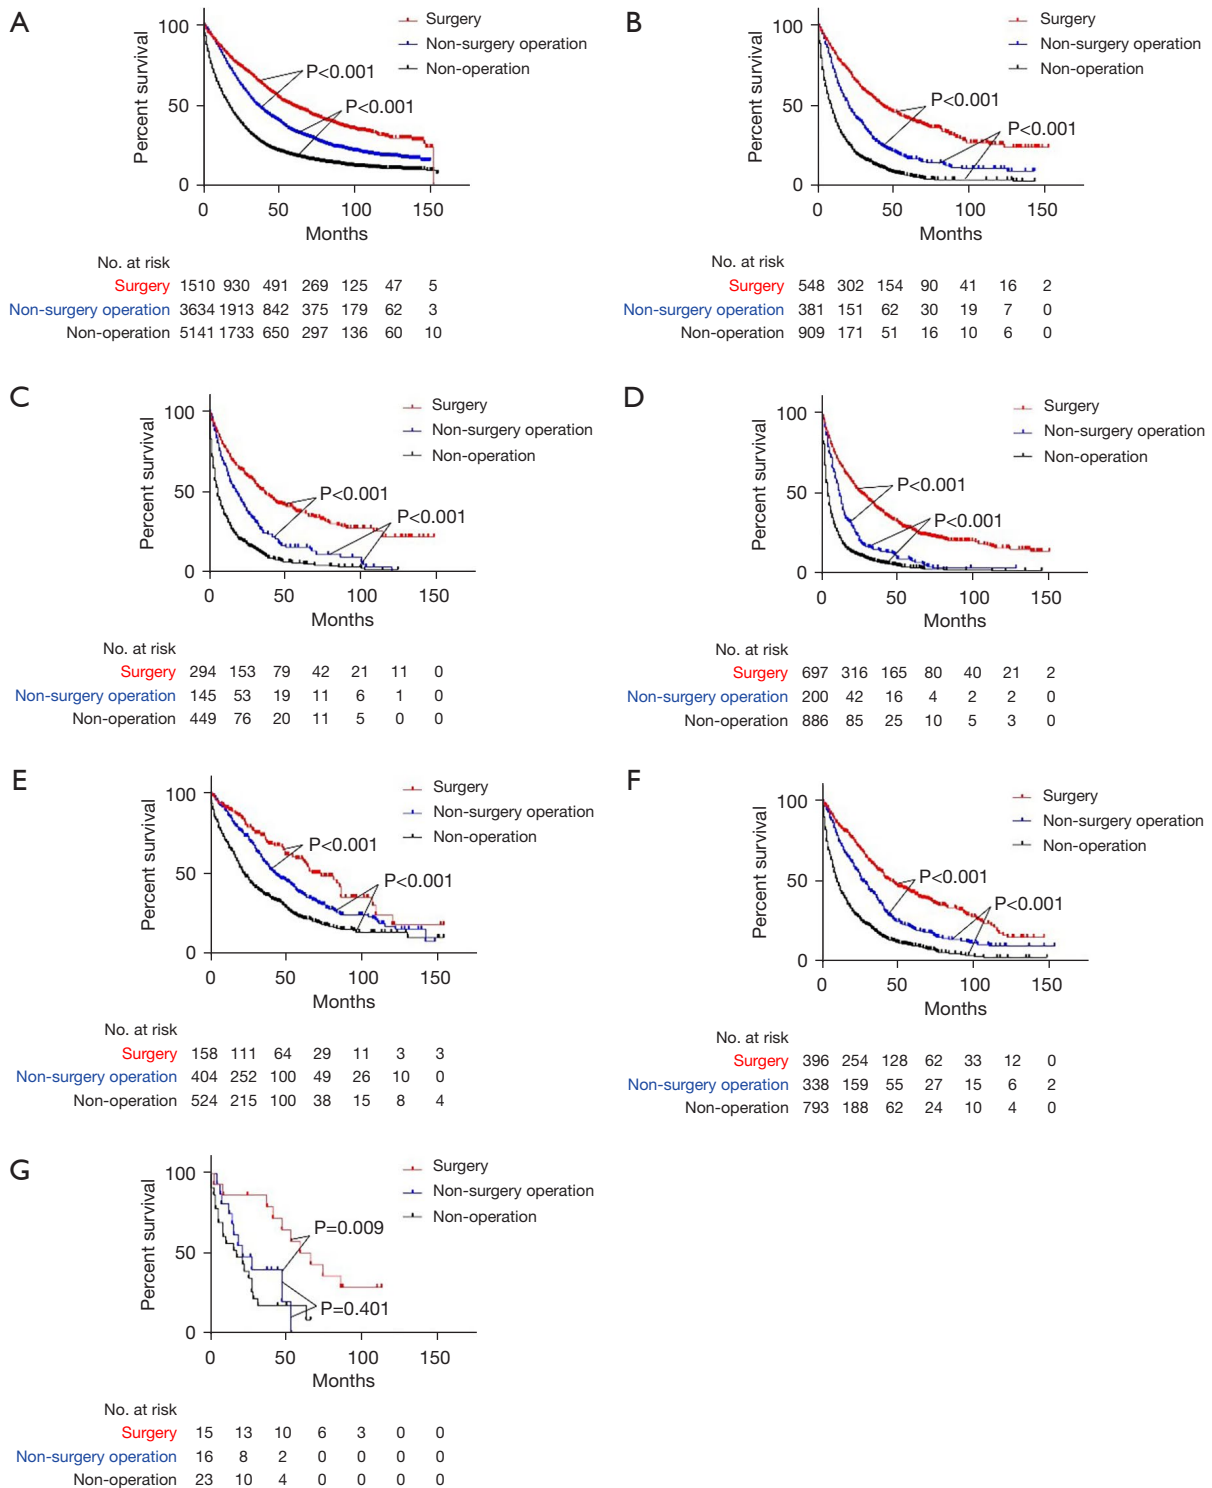 A
Percent survival
100
50
0
0 50 100 150
Months
Surgery
Non-surgery operation
Non-operation
P<0.001
P<0.001
No. at risk
Surgery 1510 930 491 269 125 47 5
Non-surgery operation 3634 1913 842 375 179 62 3
Non-operation 5141 1733 650 297 136 60 10
B
Percent survival
100
50
0
0 50 100 150
Months
Surgery
Non-surgery operation
Non-operation
P<0.001
P<0.001
No. at risk
Surgery 548 302 154 90 41 16 2
Non-surgery operation 381 151 62 30 19 7 0
Non-operation 909 171 51 16 10 6 0
C
Percent survival
100
50
0
0 50 100 150
Months
Surgery
Non-surgery operation
Non-operation
P<0.001
P<0.001
No. at risk
Surgery 294 153 79 42 21 11 0
Non-surgery operation 145 53 19 11 6 1 0
Non-operation 449 76 20 11 5 0 0
D
Percent survival
100
50
0
0 50 100 150
Months
Surgery
Non-surgery operation
Non-operation
P<0.001
P<0.001
No. at risk
Surgery 697 316 165 80 40 21 2
Non-surgery operation 200 42 16 4 2 2 0
Non-operation 886 85 25 10 5 3 0
E
Percent survival
100
50
0
0 50 100 150
Months
Surgery
Non-surgery operation
Non-operation
P<0.001
P<0.001
No. at risk
Surgery 158 111 64 29 11 3 3
Non-surgery operation 404 252 100 49 26 10 0
Non-operation 524 215 100 38 15 8 4
F
Percent survival
100
50
0
0 50 100 150
Months
Surgery
Non-surgery operation
Non-operation
P<0.001
P<0.001
No. at risk
Surgery 396 254 128 62 33 12 0
Non-surgery operation 338 159 55 27 15 6 2
Non-operation 793 188 62 24 10 4 0
G
Percent survival
100
50
0
0 50 100 150
Months
Surgery
Non-surgery operation
Non-operation
P=0.009
P=0.401
No. at risk
Surgery 15 13 10 6 3 0 0
Non-surgery operation 16 8 2 0 0 0 0
Non-operation 23 10 4 0 0 0 0